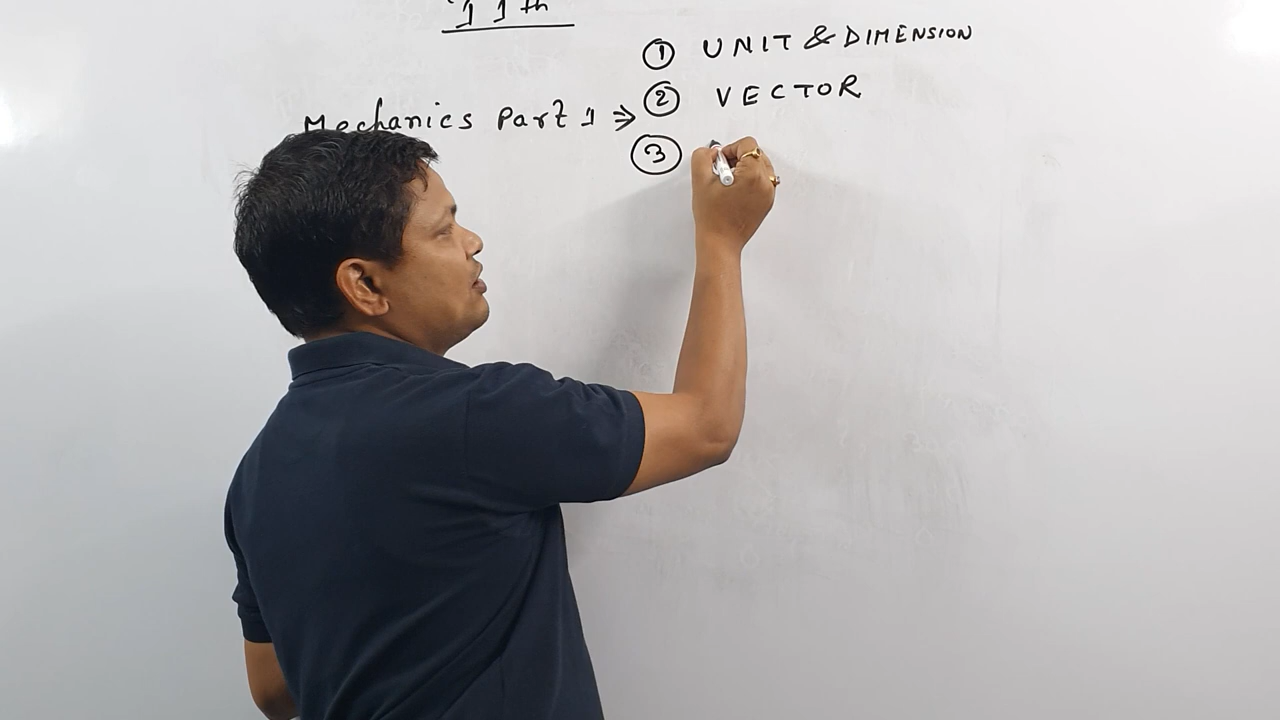 11th
① UNIT & DIMENSION
② VECTOR
Mechanics Part 1 ⇒
③